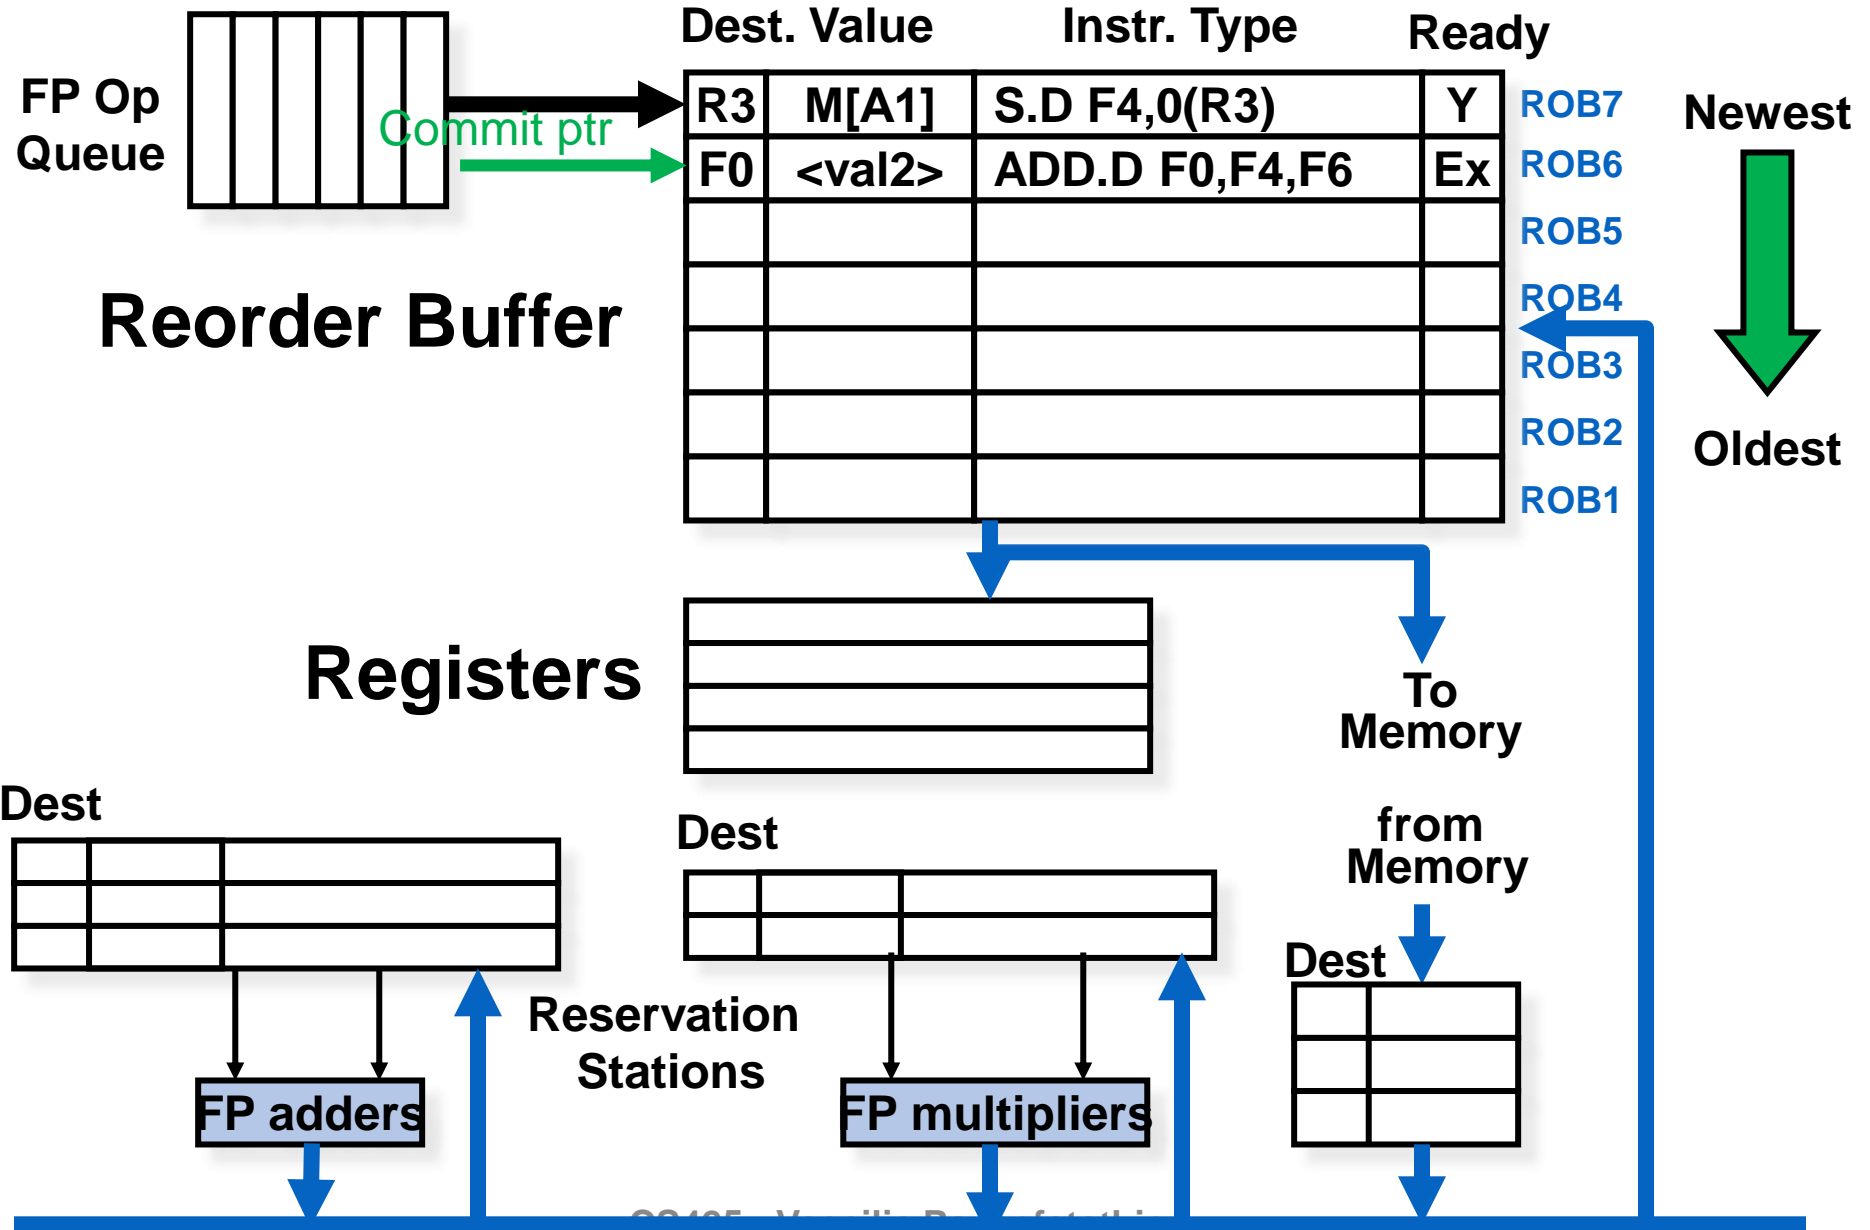 Dest. Value Instr. Type Ready
FP Op
Queue
Commit ptr
R3 M[A1] S.D F4,0(R3) Y ROB7
F0 <val2> ADD.D F0,F4,F6 Ex ROB6
ROB5
ROB4
ROB3
ROB2
ROB1
Newest
Oldest
Reorder Buffer
Registers
To
Memory
Dest
Dest
from
Memory
Dest
Reservation
Stations
FP adders
FP multipliers